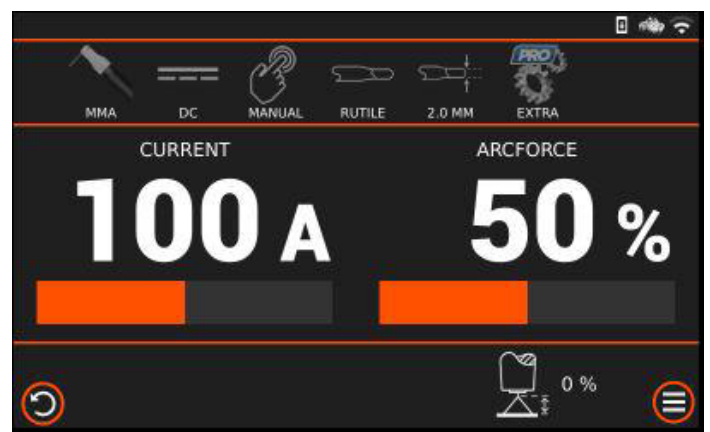 PRO
MMA DC MANUAL RUTILE 2.0 MM EXTRA
CURRENT ARCFORCE
100 A 50 %
0 %